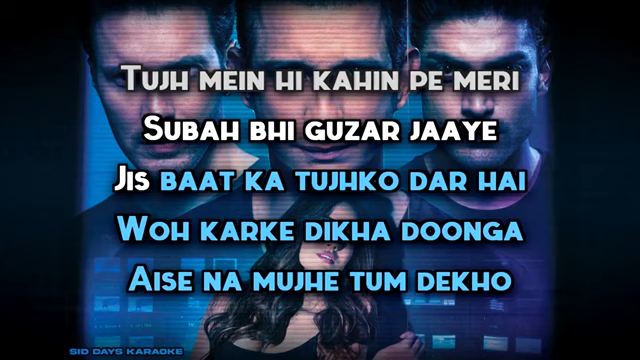 Tujh mein hi kahin pe meri
Subah bhi guzar jaaye
Jis baat ka tujhko dar hai
Woh karke dikha doonga
Aise na mujhe tum dekho
SID DAYS KARAOKE